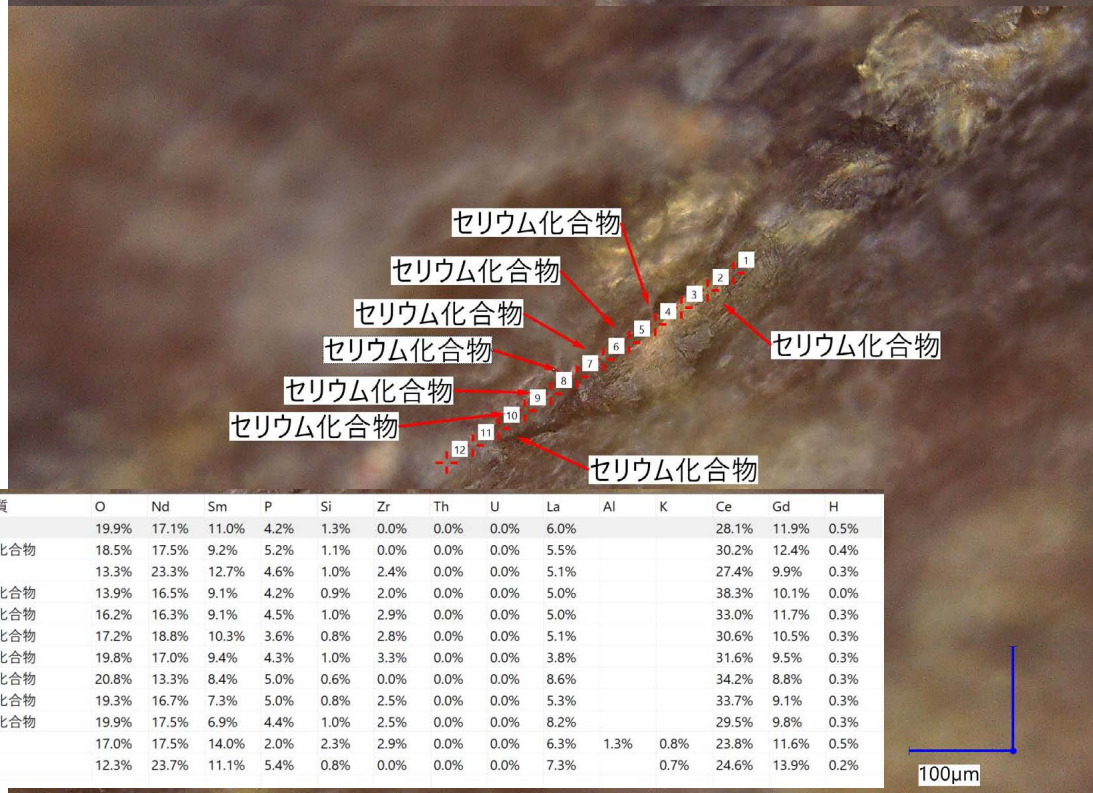 セリウム化合物
セリウム化合物
セリウム化合物
セリウム化合物
セリウム化合物
セリウム化合物
セリウム化合物
セリウム化合物
1
2
3
4
5
6
7
8
9
10
11
12
質 O Nd Sm P Si Zr Th U La Al K Ce Gd H
19.9% 17.1% 11.0% 4.2% 1.3% 0.0% 0.0% 0.0% 6.0% 28.1% 11.9% 0.5%
化合物 18.5% 17.5% 9.2% 5.2% 1.1% 0.0% 0.0% 0.0% 5.5% 30.2% 12.4% 0.4%
13.3% 23.3% 12.7% 4.6% 1.0% 2.4% 0.0% 0.0% 5.1% 27.4% 9.9% 0.3%
化合物 13.9% 16.5% 9.1% 4.2% 0.9% 2.0% 0.0% 0.0% 5.0% 38.3% 10.1% 0.0%
化合物 16.2% 16.3% 9.1% 4.5% 1.0% 2.9% 0.0% 0.0% 5.0% 33.0% 11.7% 0.3%
化合物 17.2% 18.8% 10.3% 3.6% 0.8% 2.8% 0.0% 0.0% 5.1% 30.6% 10.5% 0.3%
化合物 19.8% 17.0% 9.4% 4.3% 1.0% 3.3% 0.0% 0.0% 3.8% 31.6% 9.5% 0.3%
化合物 20.8% 13.3% 8.4% 5.0% 0.6% 0.0% 0.0% 0.0% 8.6% 34.2% 8.8% 0.3%
化合物 19.3% 16.7% 7.3% 5.0% 0.8% 2.5% 0.0% 0.0% 5.3% 33.7% 9.1% 0.3%
化合物 19.9% 17.5% 6.9% 4.4% 1.0% 2.5% 0.0% 0.0% 8.2% 29.5% 9.8% 0.3%
17.0% 17.5% 14.0% 2.0% 2.3% 2.9% 0.0% 0.0% 6.3% 1.3% 0.8% 23.8% 11.6% 0.5%
12.3% 23.7% 11.1% 5.4% 0.8% 0.0% 0.0% 0.0% 7.3% 0.7% 24.6% 13.9% 0.2%
100μm